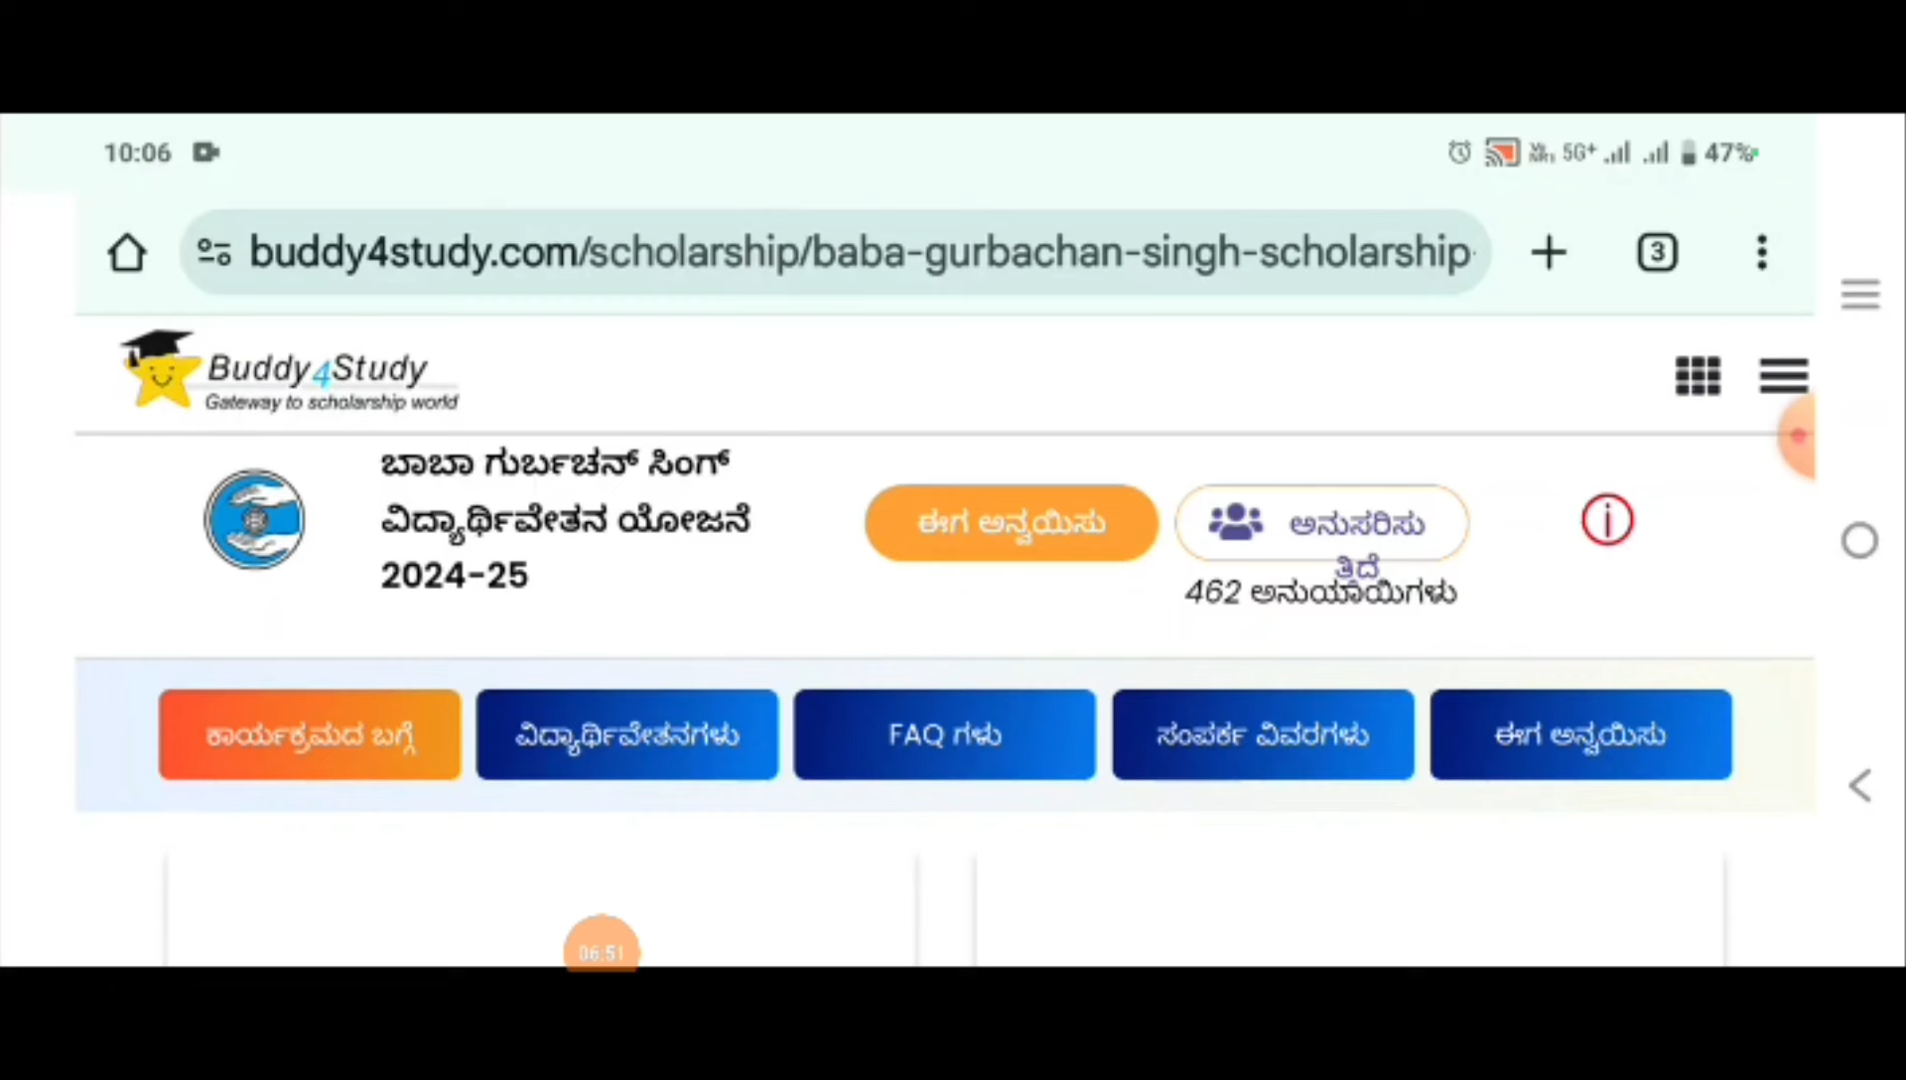 10:06
5G+ 47%
buddy4study.com/scholarship/baba-gurbachan-singh-scholarship
3
Buddy4Study
Gateway to scholarship world
ಬಾಬಾ ಗುರ್ಬಚನ್ ಸಿಂಗ್
ವಿದ್ಯಾರ್ಥಿವೇತನ ಯೋಜನೆ
2024-25
ಈಗ ಅನ್ವಯಿಸು
ಅನುಸರಿಸು
ತ್ತಿದೆ
462 ಅನುಯಾಯಿಗಳು
ಕಾರ್ಯಕ್ರಮದ ಬಗ್ಗೆ
ವಿದ್ಯಾರ್ಥಿವೇತನಗಳು
FAQ ಗಳು
ಸಂಪರ್ಕ ವಿವರಗಳು
ಈಗ ಅನ್ವಯಿಸು
06:51